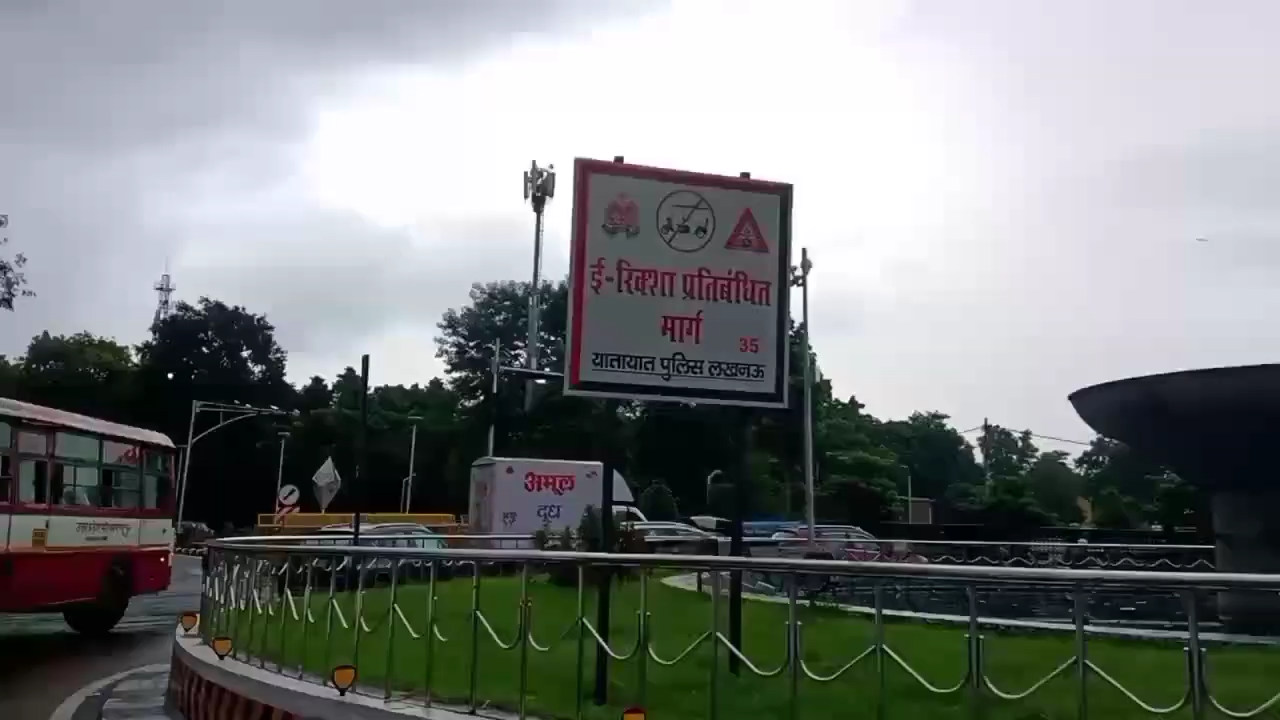 ई-रिक्शा प्रतिबंधित
मार्ग
35
यातायात पुलिस लखनऊ
अमूल
दूध